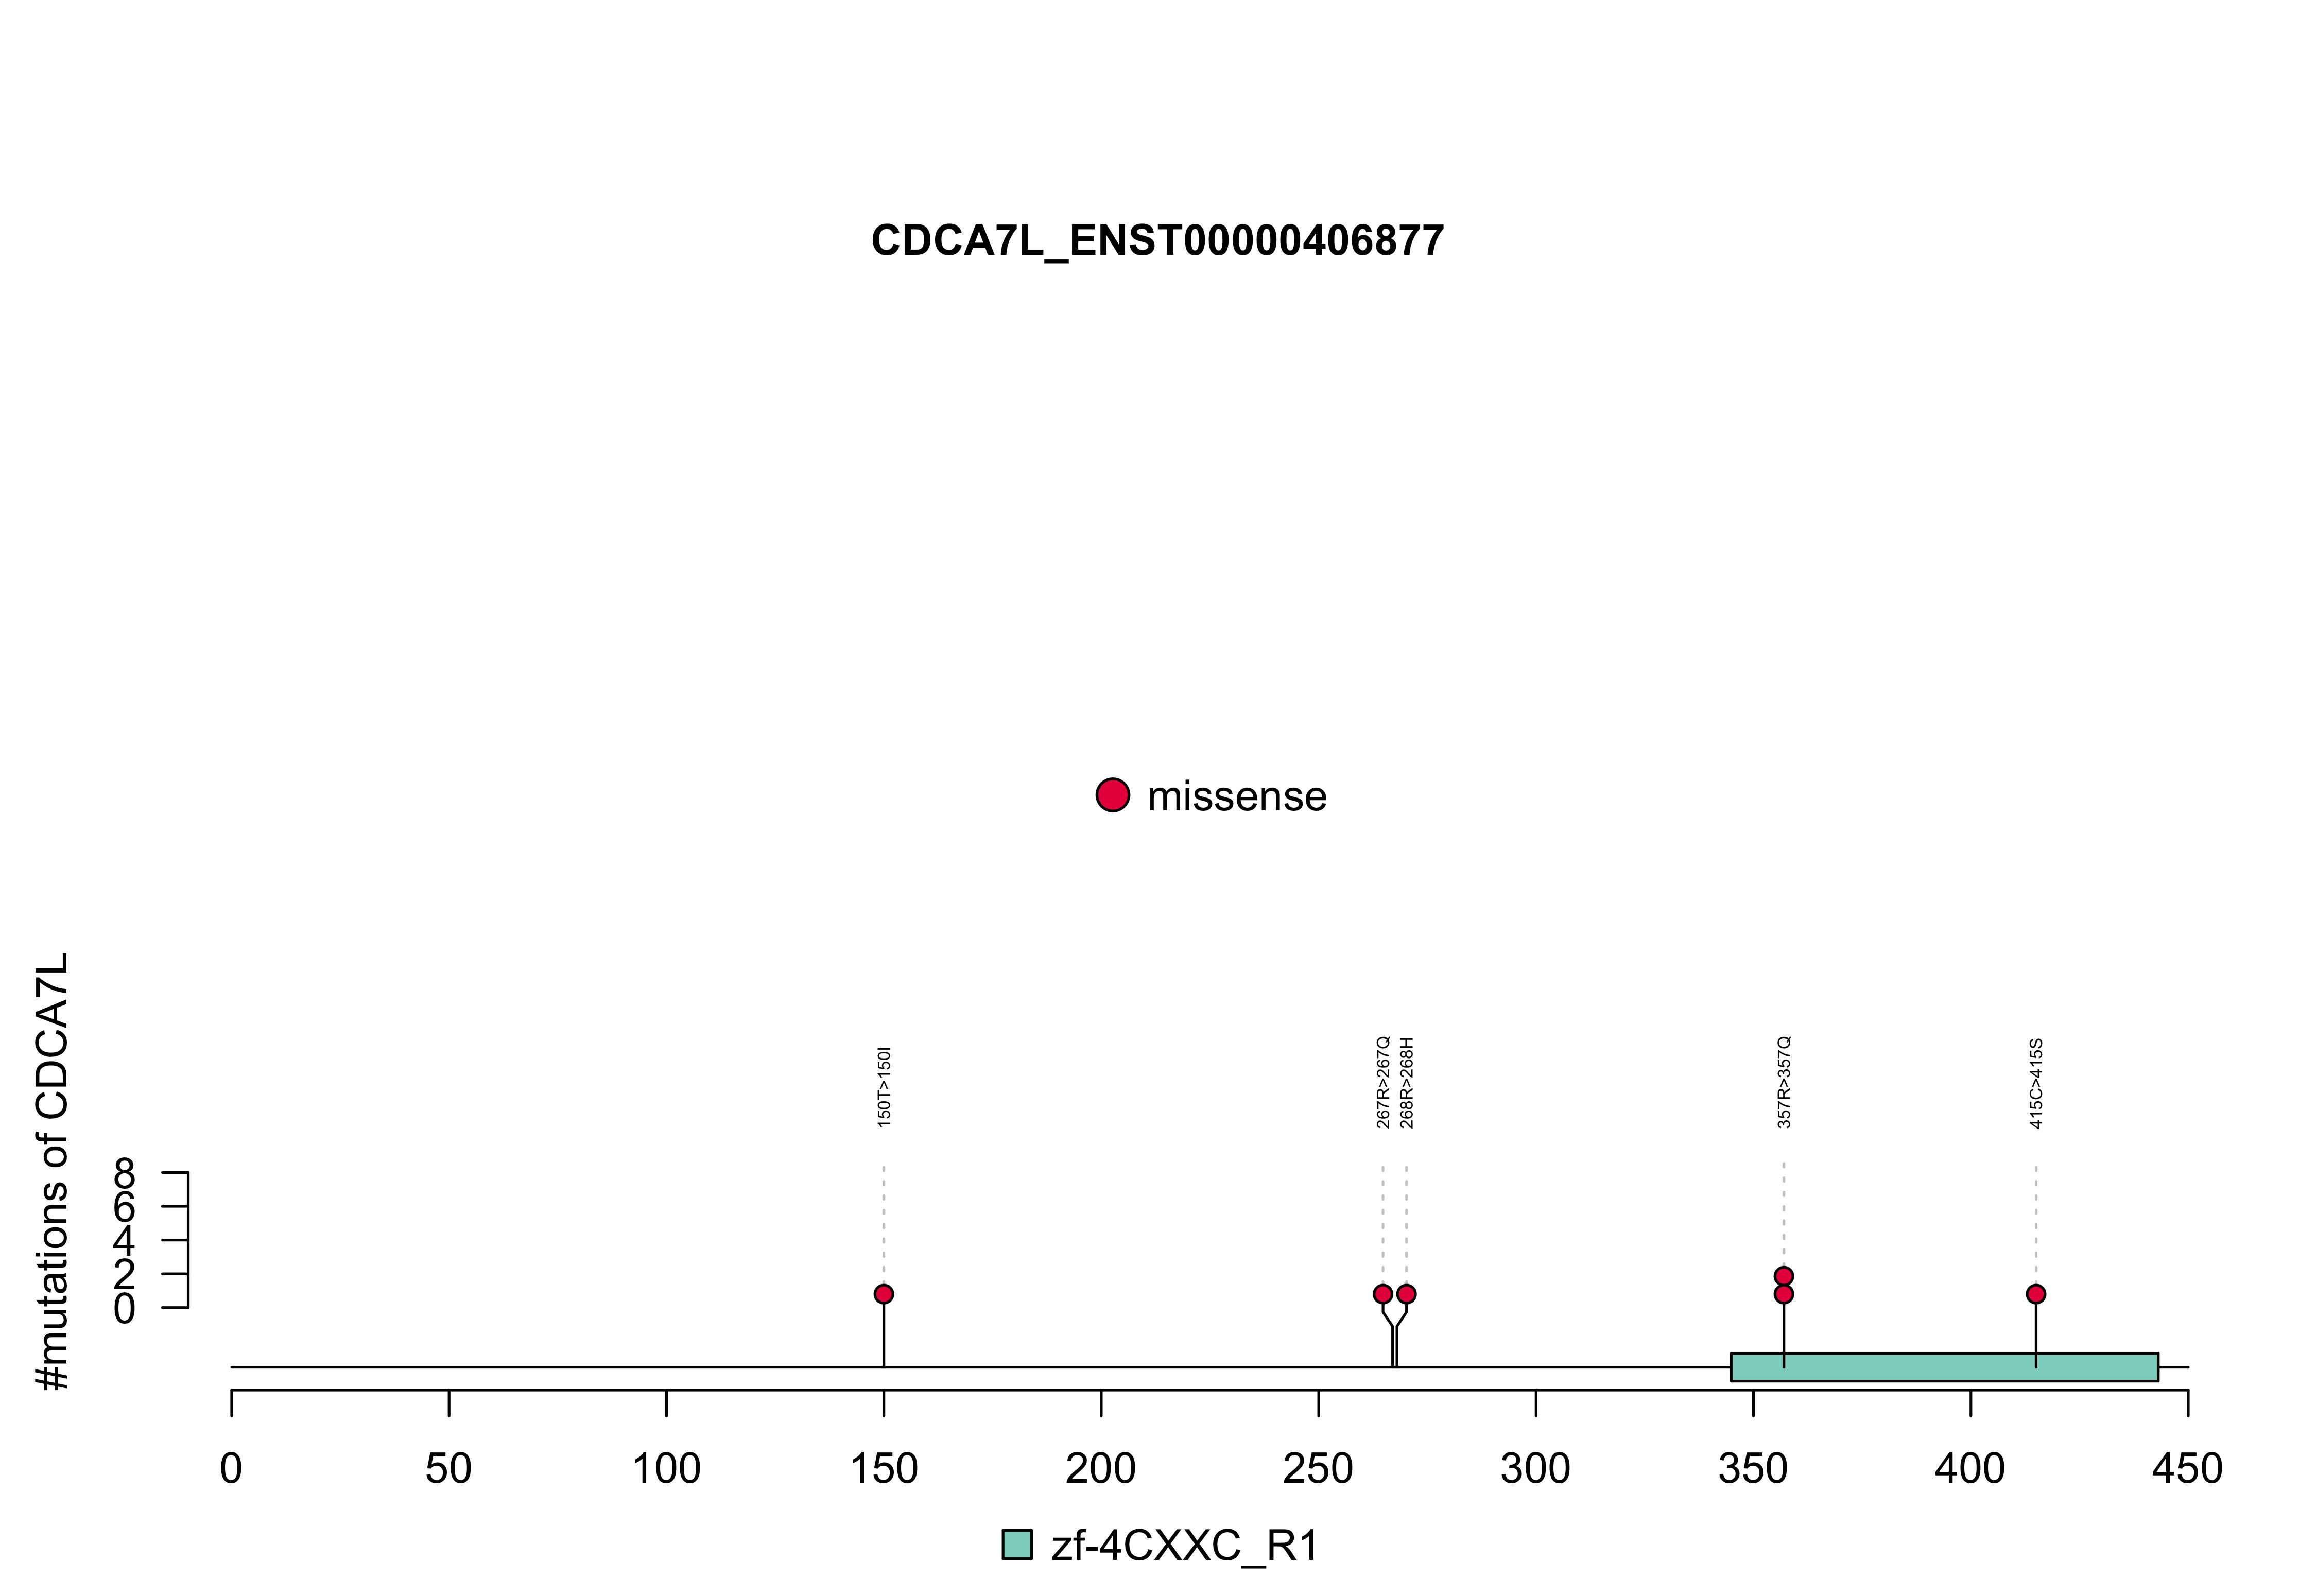 CDCA7L_ENST00000406877
missense
#mutations of CDCA7L
150T>150I
267R>267Q
268R>268H
357R>357Q
415C>415S
8
6
4
2
0
0 50 100 150 200 250 300 350 400 450
zf-4CXXC_R1